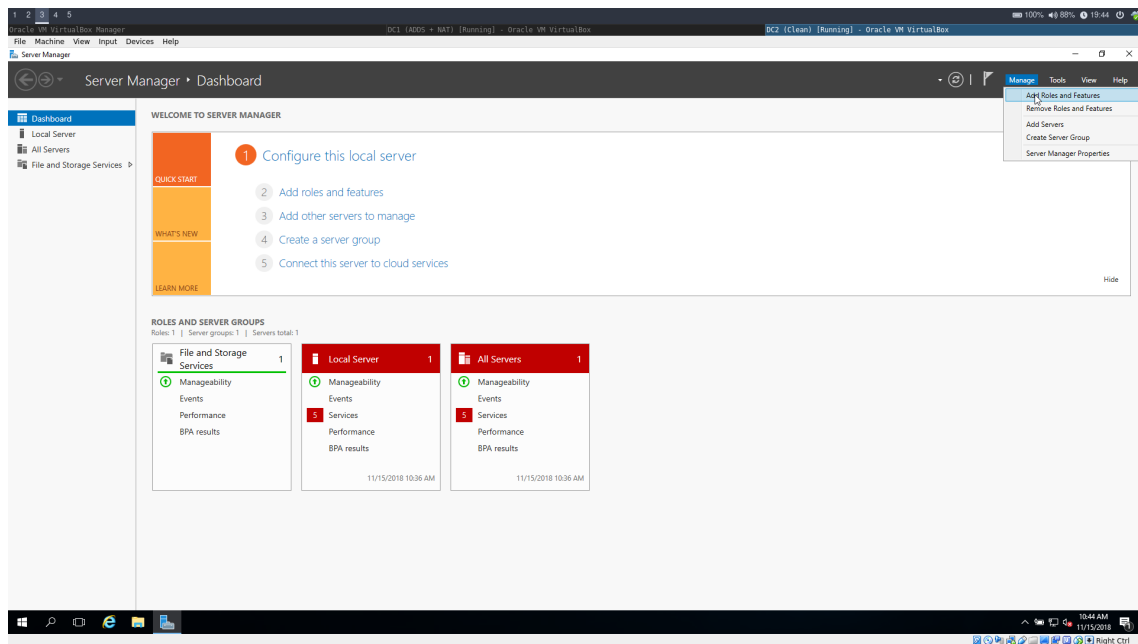 1 2 3 4 5
100% 88% 19:44
Oracle VM VirtualBox Manager
DC1 (ADDS + NAT) [Running] - Oracle VM VirtualBox
DC2 (Clean) [Running] - Oracle VM VirtualBox
File Machine View Input Devices Help
Server Manager
Server Manager • Dashboard
Manage Tools View Help
Add Roles and Features
Remove Roles and Features
Add Servers
Create Server Group
Server Manager Properties
Dashboard
Local Server
All Servers
File and Storage Services
WELCOME TO SERVER MANAGER
QUICK START
WHAT'S NEW
LEARN MORE
1 Configure this local server
2 Add roles and features
3 Add other servers to manage
4 Create a server group
5 Connect this server to cloud services
Hide
ROLES AND SERVER GROUPS
Roles: 1 | Server groups: 1 | Servers total: 1
File and Storage Services 1
Manageability
Events
Performance
BPA results
Local Server 1
Manageability
Events
5 Services
Performance
BPA results
11/15/2018 10:36 AM
All Servers 1
Manageability
Events
5 Services
Performance
BPA results
11/15/2018 10:36 AM
10:44 AM
11/15/2018
Right Ctrl